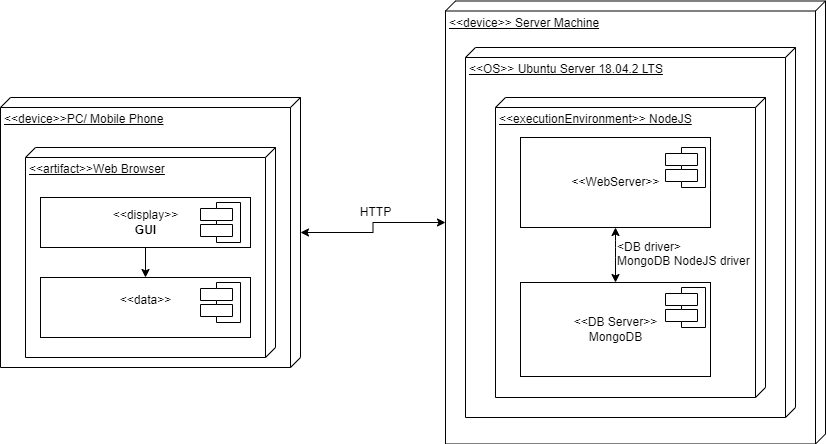 <<device>>PC/ Mobile Phone
<<artifact>>Web Browser
<<display>>
GUI
<<data>>
HTTP
<<device>> Server Machine
<<OS>> Ubuntu Server 18.04.2 LTS
<<executionEnvironment>> NodeJS
<<WebServer>>
<DB driver>
MongoDB NodeJS driver
<<DB Server>>
MongoDB